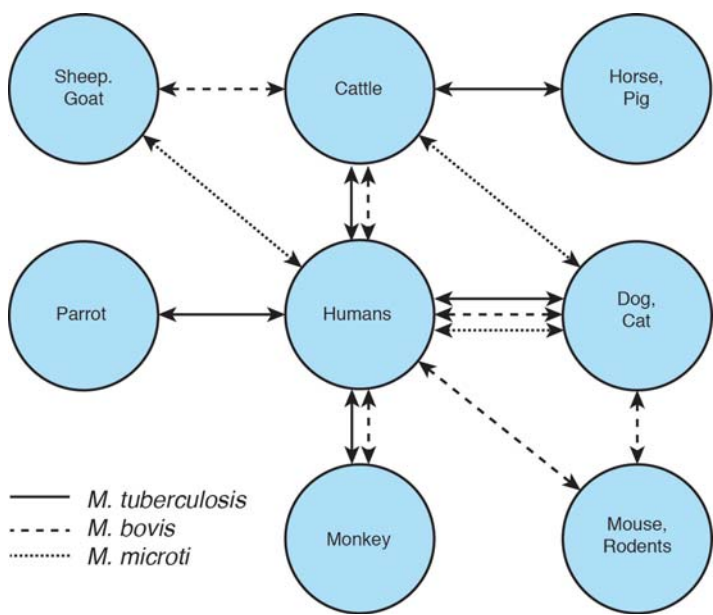 Sheep.
Goat
Cattle
Horse,
Pig
Parrot
Humans
Dog,
Cat
Monkey
Mouse,
Rodents
M. tuberculosis
M. bovis
M. microti